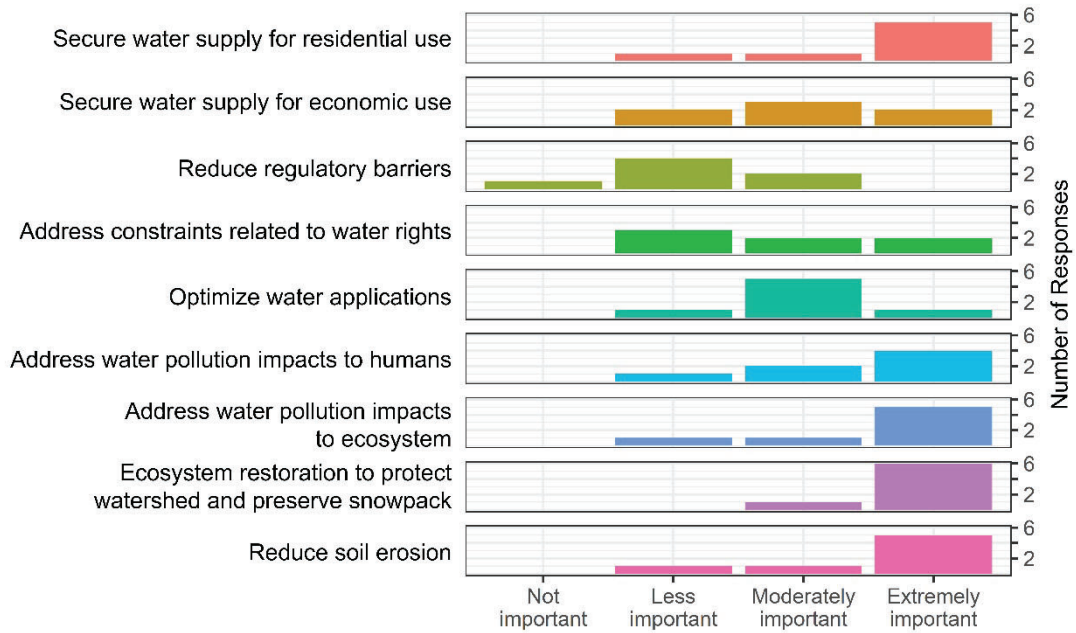 Secure water supply for residential use
6
2
Secure water supply for economic use
6
2
Reduce regulatory barriers
6
2
Address constraints related to water rights
6
2
Optimize water applications
6
2
Address water pollution impacts to humans
6
2
Address water pollution impacts
to ecosystem
6
2
Ecosystem restoration to protect
watershed and preserve snowpack
6
2
Reduce soil erosion
6
2
Number of Responses
Not
important
Less
important
Moderately
important
Extremely
important